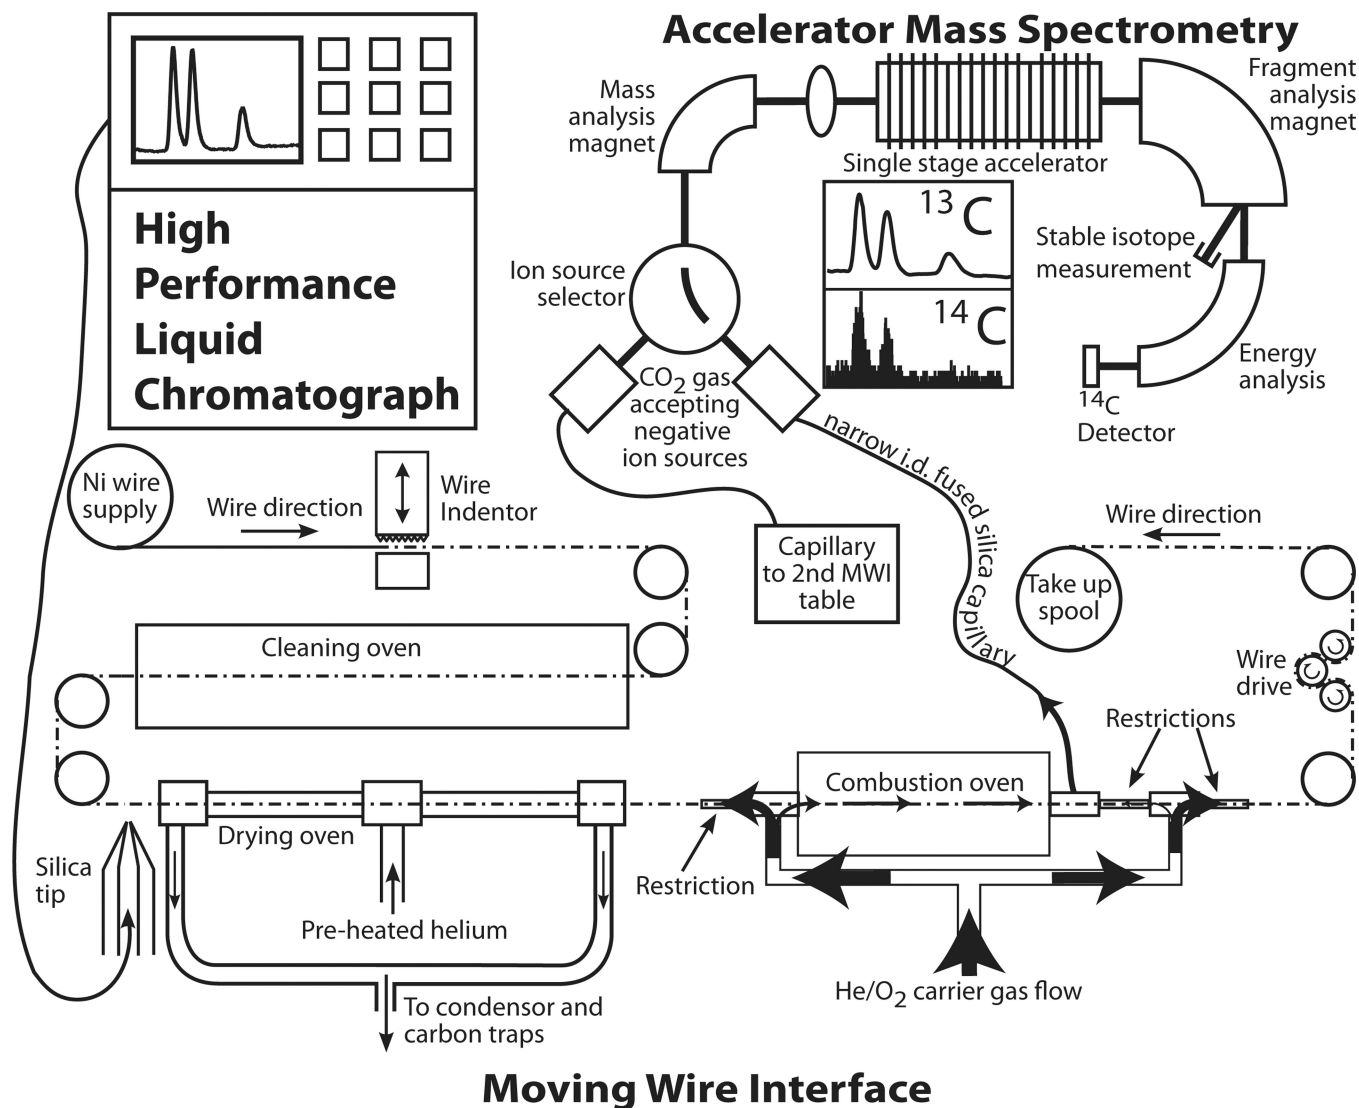 Accelerator Mass Spectrometry
High
Performance
Liquid
Chromatograph
Mass
analysis
magnet
Single stage accelerator
Fragment
analysis
magnet
Ion source
selector
13C
14C
Stable isotope
measurement
Energy
analysis
14C
Detector
CO2 gas
accepting
negative
ion sources
narrow i.d. fused silica capillary
Capillary
to 2nd MWI
table
Ni wire
supply
Wire direction
Wire
Indentor
Wire direction
Take up
spool
Wire
drive
Cleaning oven
Restrictions
Combustion oven
Drying oven
Silica
tip
Restriction
Pre-heated helium
He/O2 carrier gas flow
To condensor and
carbon traps
Moving Wire Interface